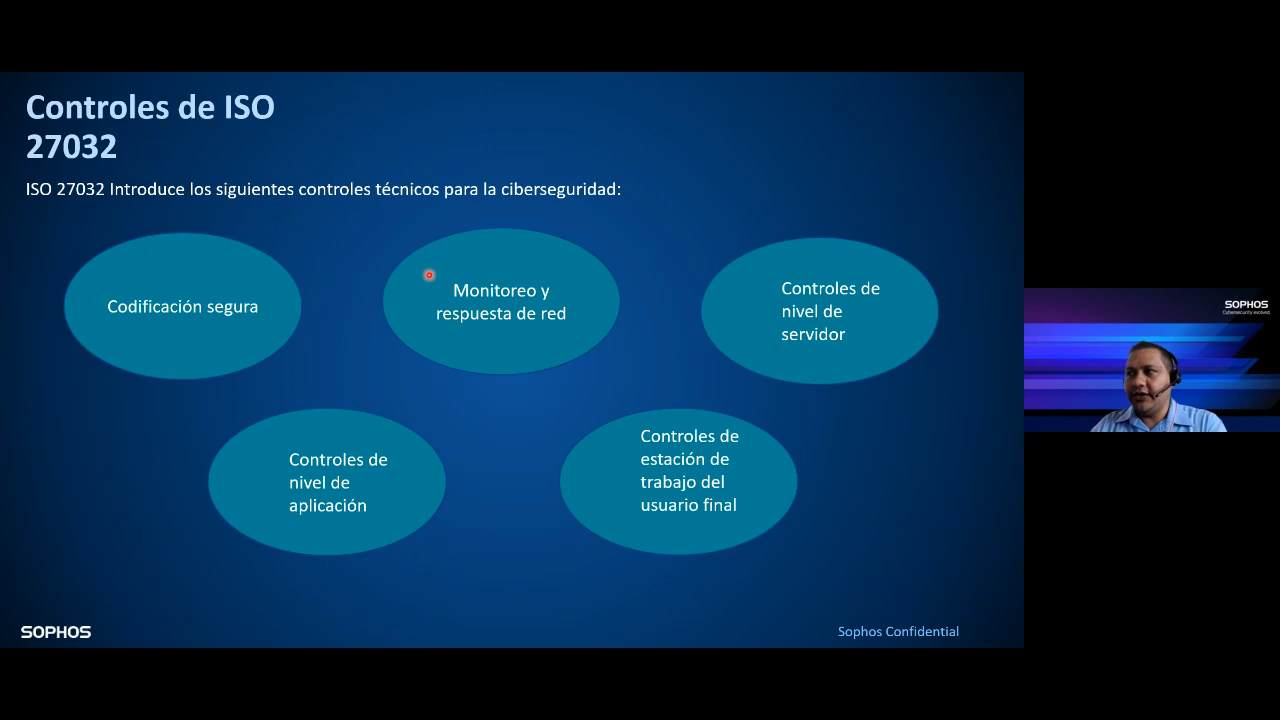 Controles de ISO
27032
ISO 27032 Introduce los siguientes controles técnicos para la ciberseguridad:
Codificación segura
Monitoreo y
respuesta de red
Controles de
nivel de
servidor
Controles de
nivel de
aplicación
Controles de
estación de
trabajo del
usuario final
SOPHOS
Sophos Confidential
SOPHOS
Cybersecurity evolved.